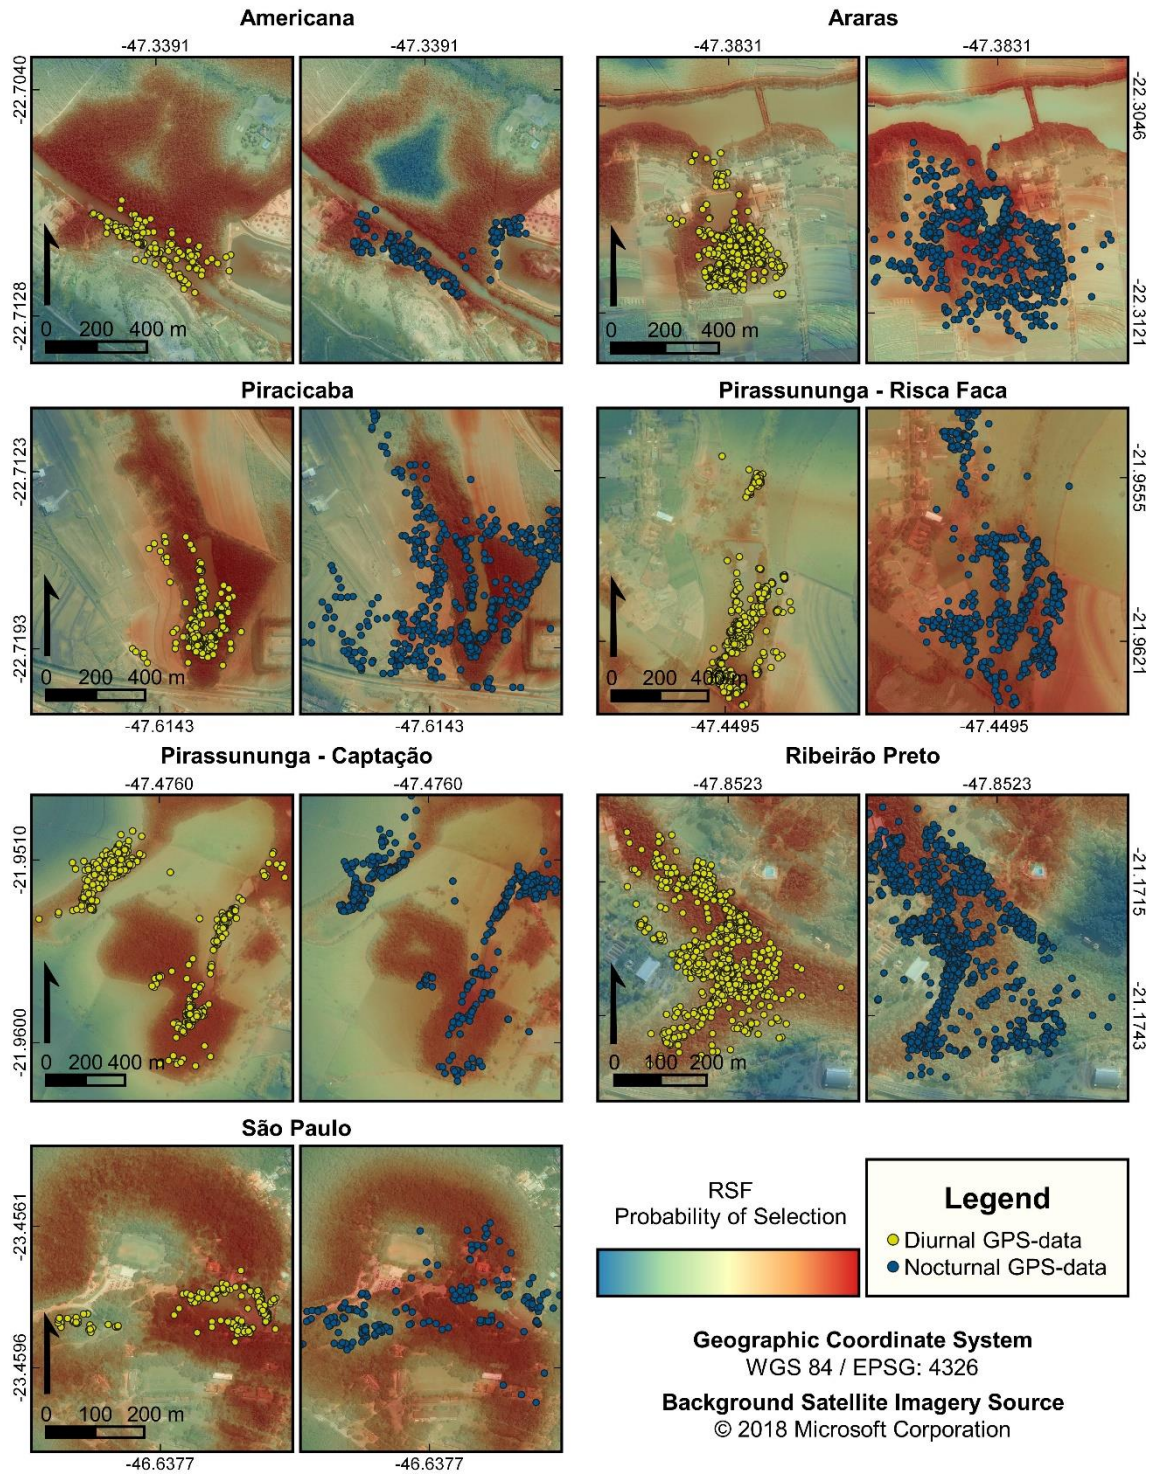 Americana
-47.3391
-47.3391
-22.7040
-22.7128
0 200 400 m
Araras
-47.3831
-47.3831
-22.3046
-22.3121
0 200 400 m
Piracicaba
-22.7123
-22.7193
0 200 400 m
-47.6143
-47.6143
Pirassununga - Risca Faca
-21.9555
-21.9621
0 200 400 m
-47.4495
-47.4495
Pirassununga - Captação
-47.4760
-47.4760
-21.9510
-21.9600
0 200 400 m
Ribeirão Preto
-47.8523
-47.8523
-21.1715
-21.1743
0 100 200 m
São Paulo
-23.4561
-23.4596
0 100 200 m
-46.6377
-46.6377
RSF
Probability of Selection
Legend
Diurnal GPS-data
Nocturnal GPS-data
Geographic Coordinate System
WGS 84 / EPSG: 4326
Background Satellite Imagery Source
© 2018 Microsoft Corporation